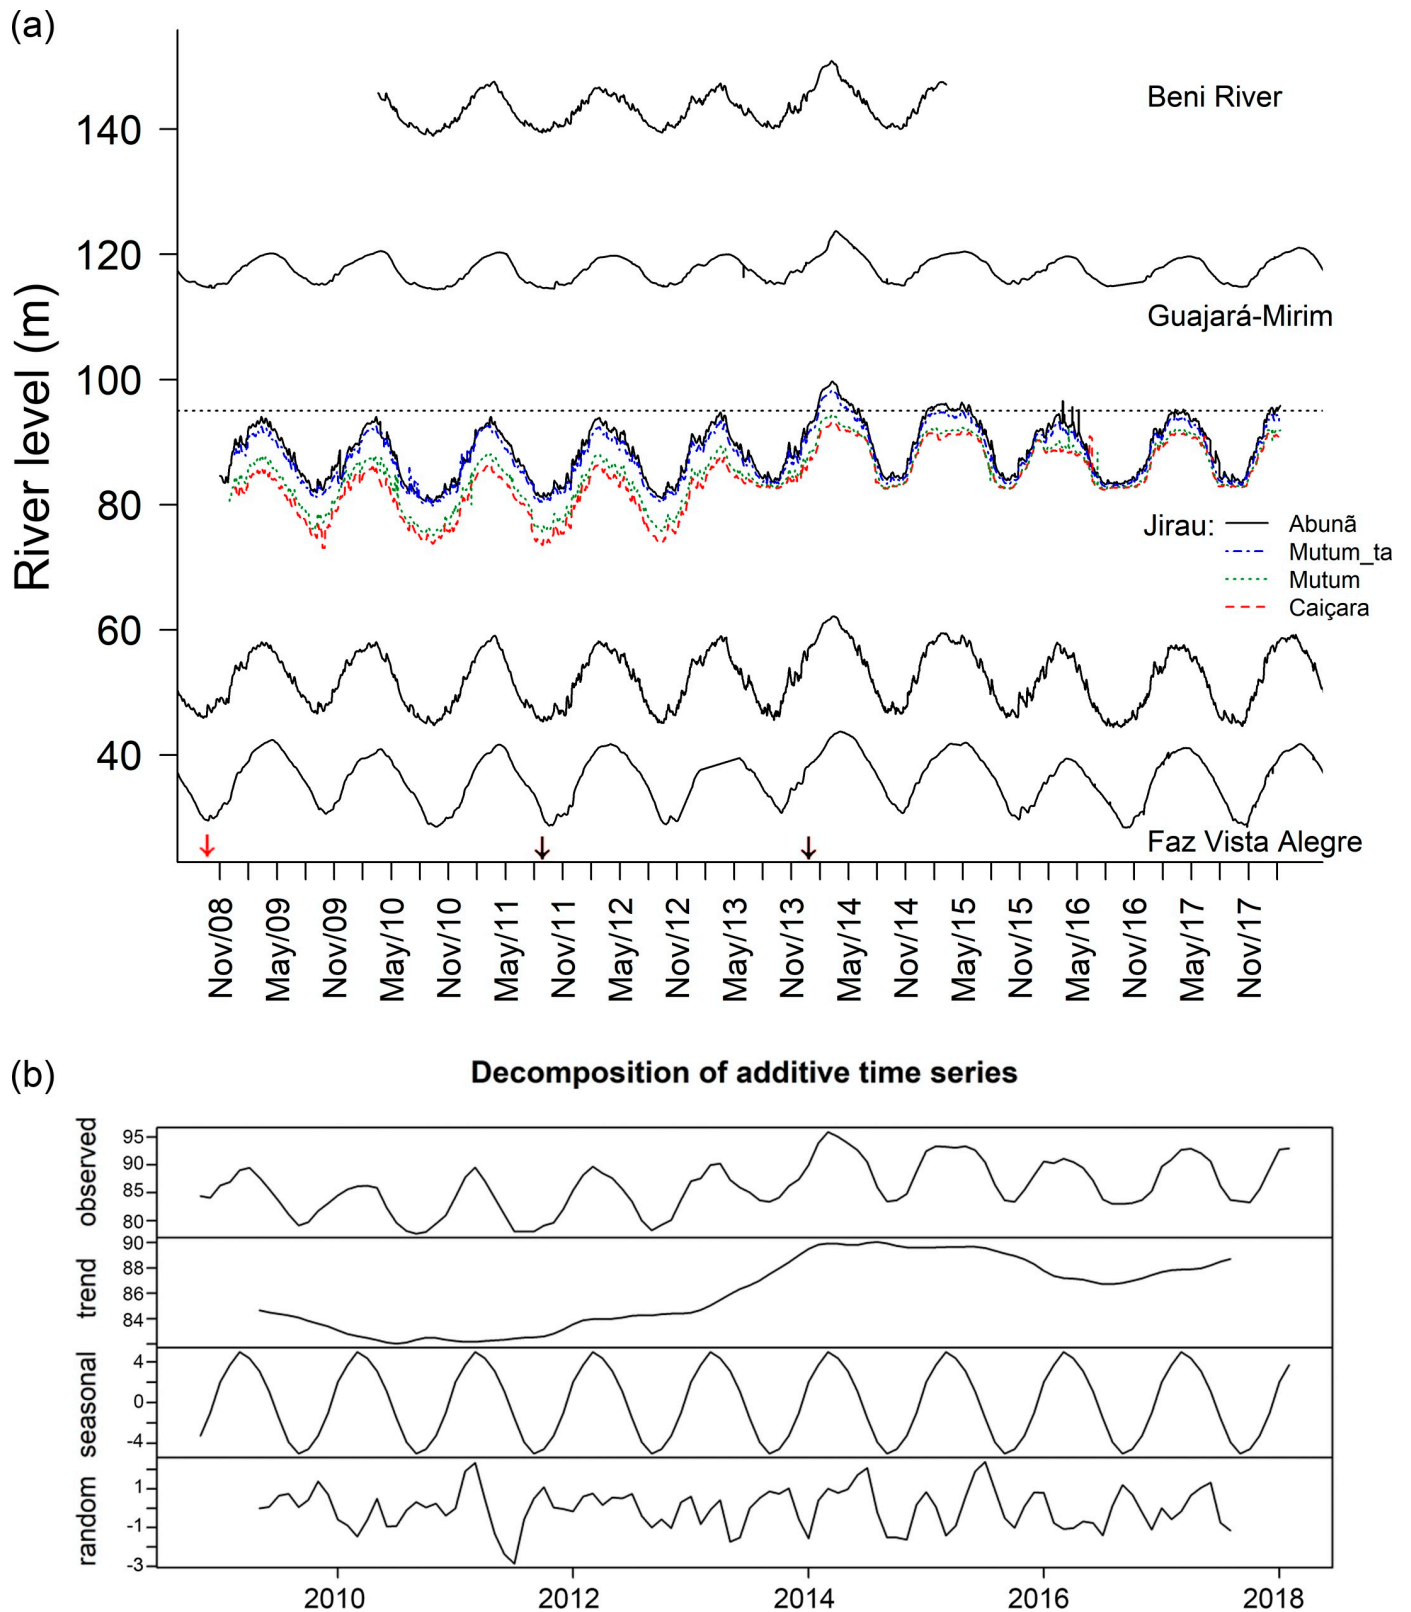 (a)
River level (m)
140
120
100
80
60
40
Beni River
Guajará-Mirim
Jirau:
Abunã
Mutum_ta
Mutum
Caiçara
Faz Vista Alegre
Nov/08
May/09
Nov/09
May/10
Nov/10
May/11
Nov/11
May/12
Nov/12
May/13
Nov/13
May/14
Nov/14
May/15
Nov/15
May/16
Nov/16
May/17
Nov/17
(b)
Decomposition of additive time series
observed
95
90
85
80
trend
90
88
86
84
seasonal
4
0
-4
random
1
-1
-3
2010
2012
2014
2016
2018